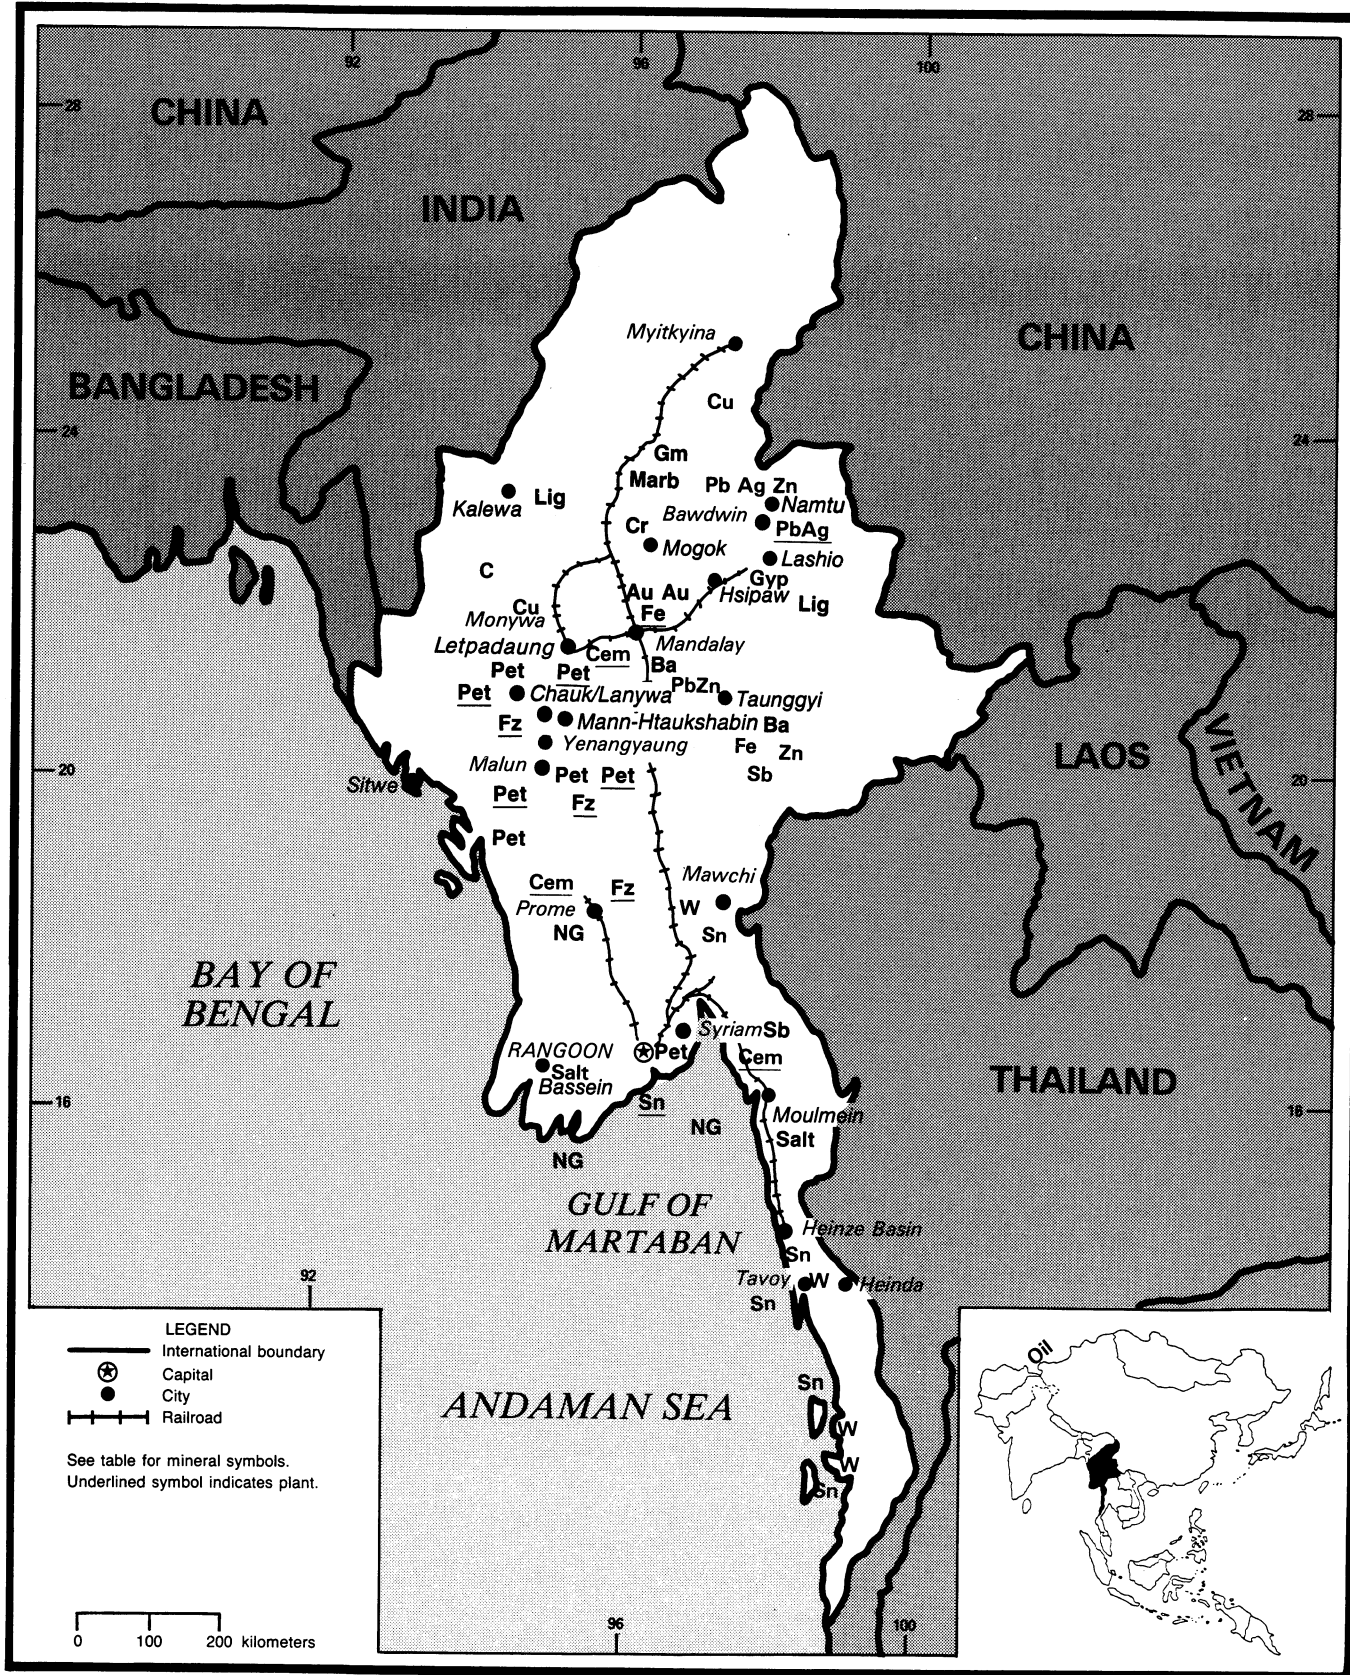 92
96
100
28
CHINA
28
INDIA
Myitkyina
CHINA
BANGLADESH
Cu
24
24
Gm
Marb
Pb Ag Zn
Kalewa
Lig
Namtu
Bawdwin
PbAg
Cr
Mogok
Lashio
C
Gyp
Au Au
Hsipaw
Lig
Cu
Fe
Monywa
Letpadaung
Mandalay
Cem
Ba
Pet
Pet
PbZn
Pet
Chauk/Lanywa
Taunggyi
Fz
Mann-Htaukshabin
Ba
Yenangyaung
Fe
Zn
LAOS
VIETNAM
Malun
Pet
Pet
Sb
20
20
Sitwe
Pet
Fz
Pet
Cem
Fz
Mawchi
Prome
W
NG
Sn
BAY OF
BENGAL
Syriam
Sb
RANGOON
Pet
Cem
Salt
Bassein
THAILAND
16
Sn
16
Moulmein
NG
Salt
NG
GULF OF
MARTABAN
Heinze Basin
Sn
92
Tavoy
W
Heinda
Sn
LEGEND
International boundary
Capital
City
Railroad
See table for mineral symbols.
Underlined symbol indicates plant.
0 100 200 kilometers
ANDAMAN SEA
Sn
W
W
Sn
96
100
Oil